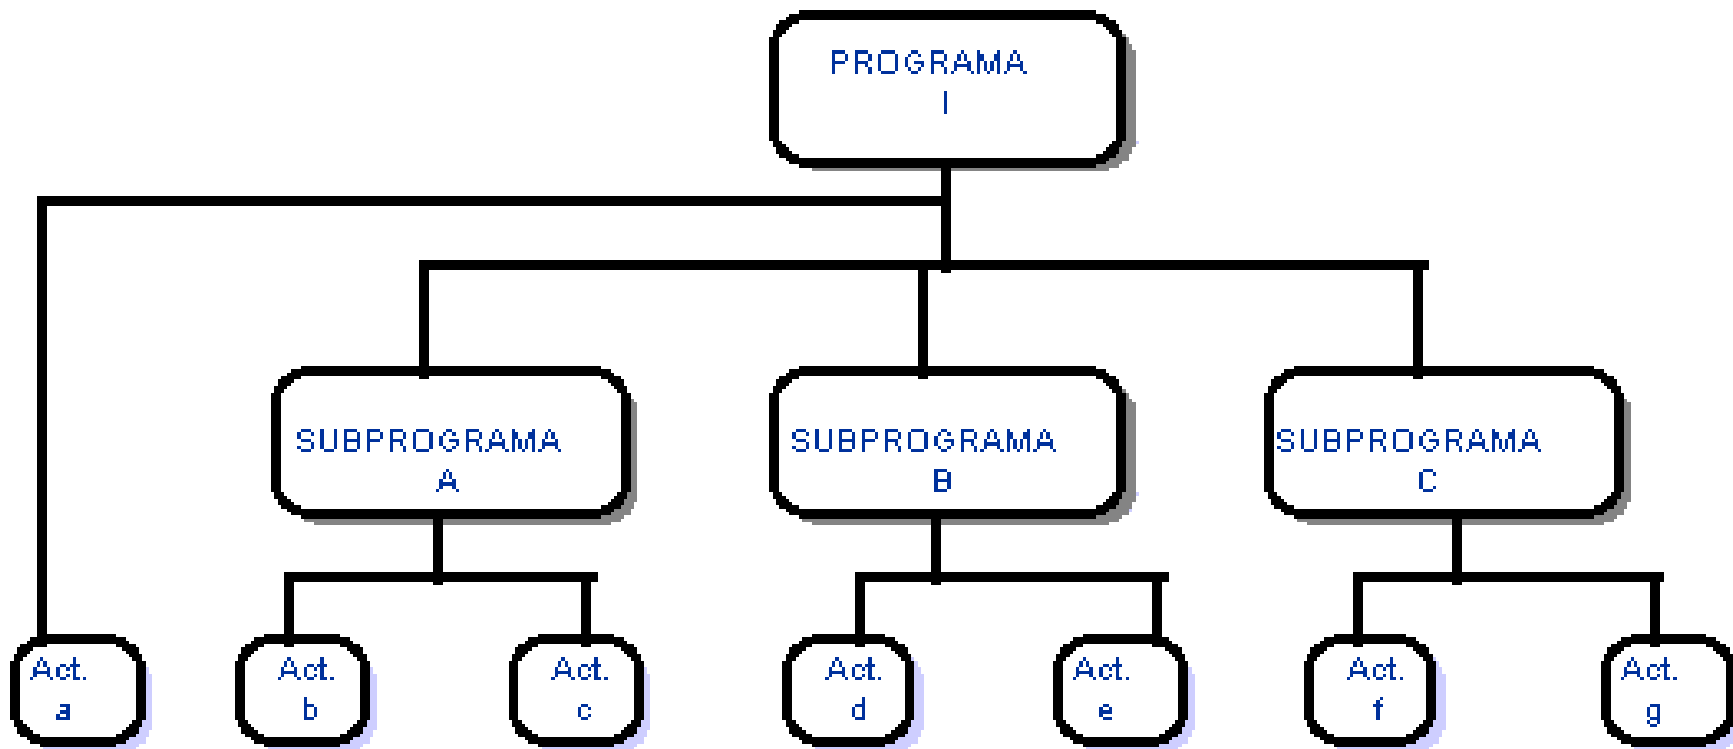 PROGRAMA
I
SUBPROGRAMA
A
SUBPROGRAMA
B
SUBPROGRAMA
C
Act.
a
Act.
b
Act.
c
Act.
d
Act.
e
Act.
f
Act.
g